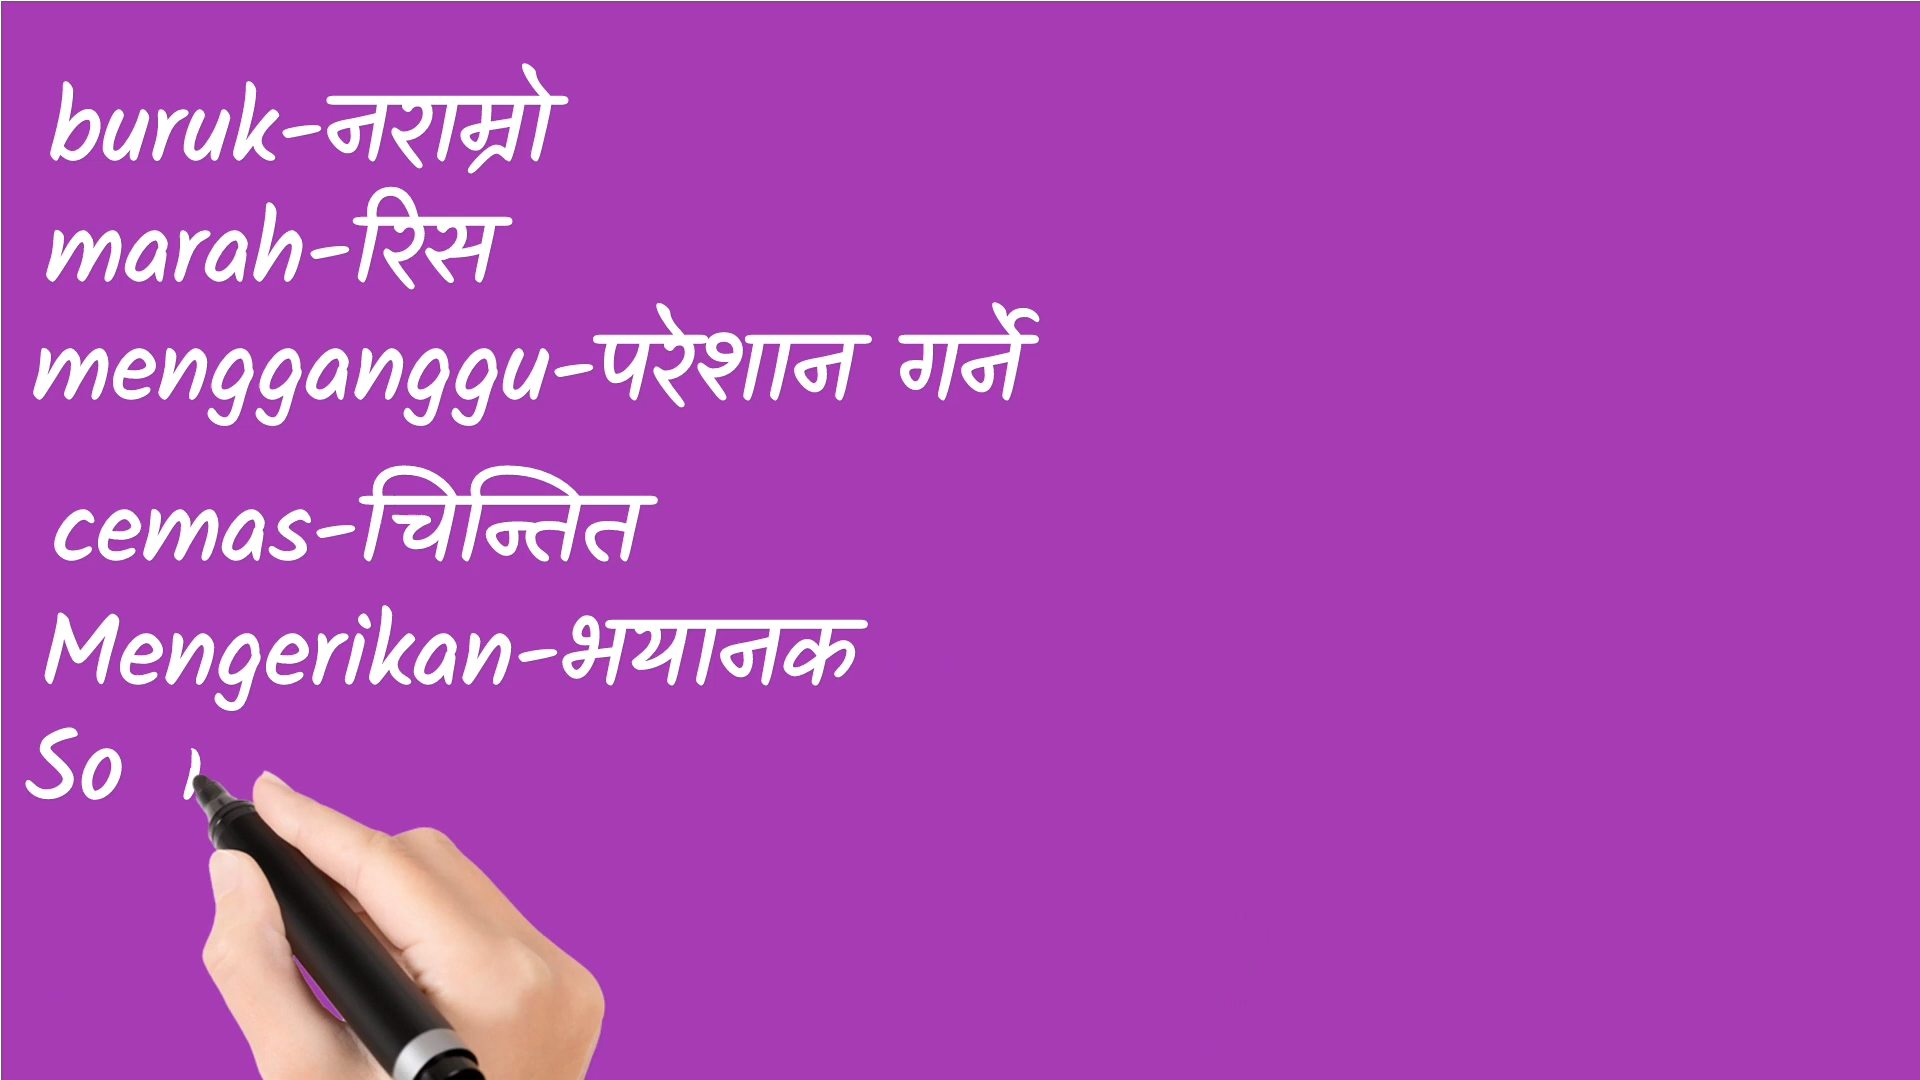 buruk-नराम्रो
marah-रिस
mengganggu-परेशान गर्ने
cemas-चिन्तित
Mengerikan-भयानक
So